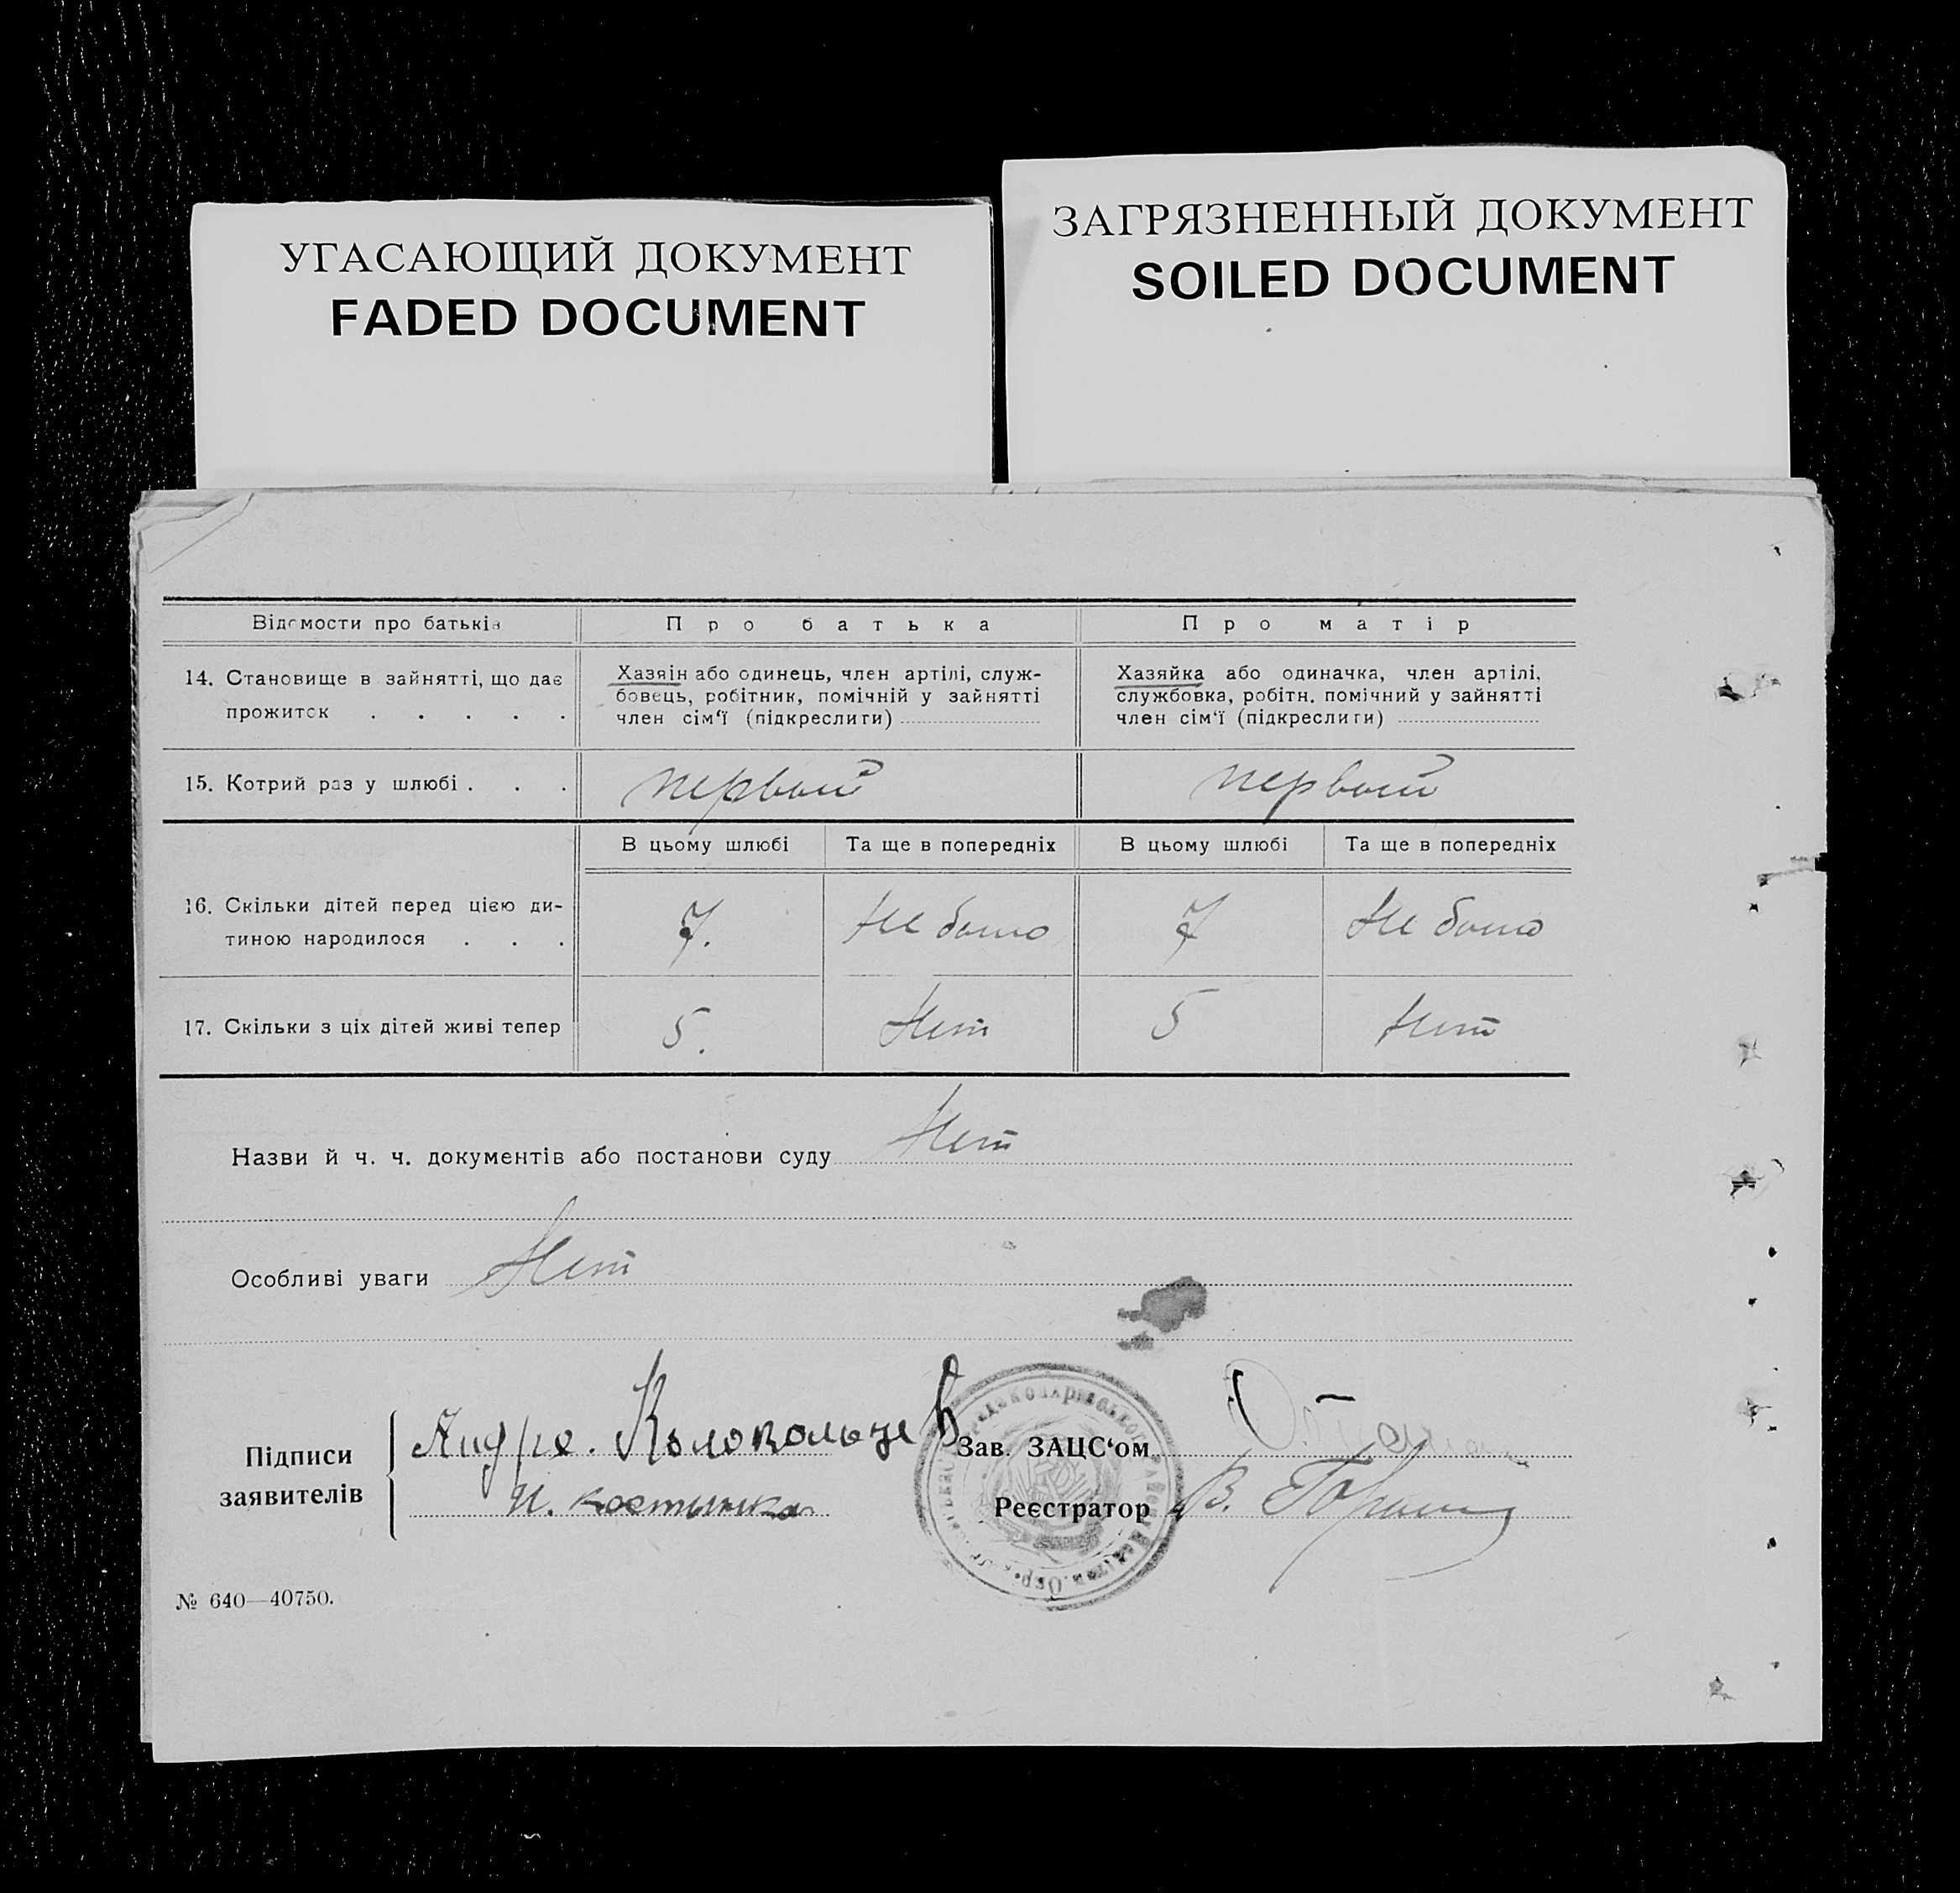 УГАСАЮЩИЙ ДОКУМЕНТ
FADED DOCUMENT
ЗАГРЯЗНЕННЫЙ ДОКУМЕНТ
SOILED DOCUMENT
Відомости про батьків
Про батька
Про матір
14. Становище в зайнятті, що дає
прожиток . . . . .
Хазяін або одинець, член артілі, служ-
бовець, робітник, помічній у зайнятті
член сім'ї (підкреслити)
Хазяйка або одиначка, член артілі,
службовка, робітн. помічний у зайнятті
член сім'ї (підкреслити)
15. Котрий раз у шлюбі . . .
первый
первый
В цьому шлюбі
Та ще в попередніх
В цьому шлюбі
Та ще в попередніх
16. Скільки дітей перед цією ди-
тиною народилося . . .
7.
Не было
7
Не было
17. Скільки з ціх дітей живі тепер
5.
Нет
5
Нет
Назви й ч. ч. документів або постанови суду Нет
Особливі уваги Нет
Підписи
заявителів
Зав. ЗАЦС'ом
Реєстратор В.
№ 640—40750.